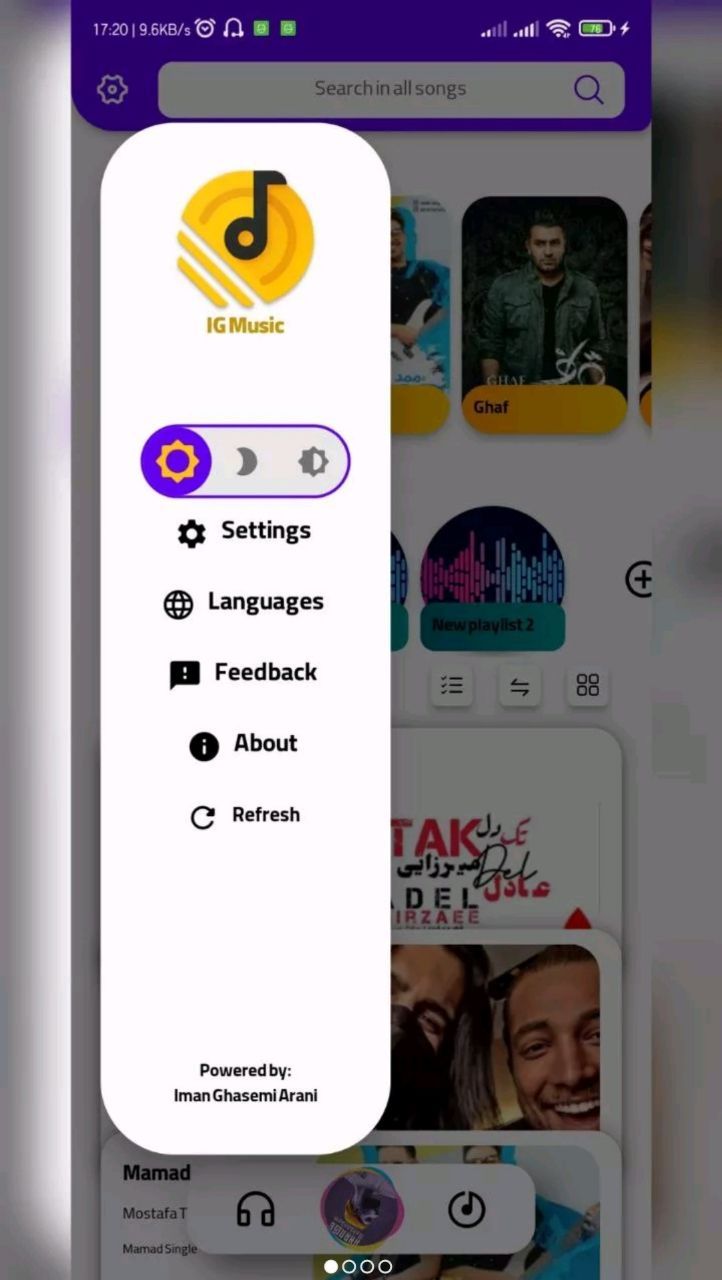 17:20 | 9.6KB/s
76
Search in all songs
IG Music
GHAF
Ghaf
Settings
Languages
New playlist 2
Feedback
About
Refresh
TAK
دل
تک
میرزایی
Del
عادل
ADEL
IRZAEE
Powered by:
Iman Ghasemi Arani
Mamad
Mostafa T
Mamad Single